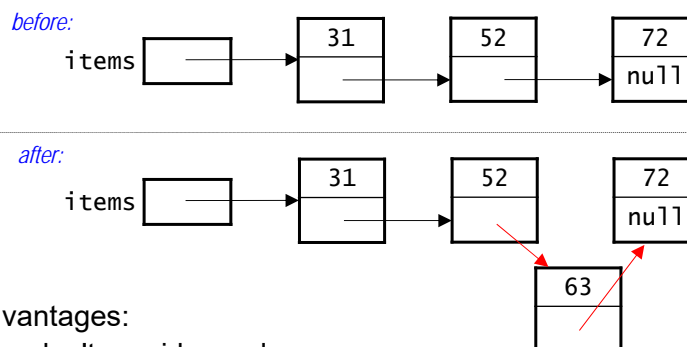 before:
items 31 52 72
null
after:
items 31 52 72
null
63
vantages: